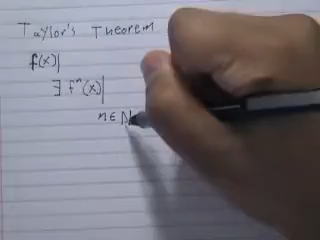 Taylor's Theorem
f(x)|
∃ fⁿ(x)|
n ∈ N